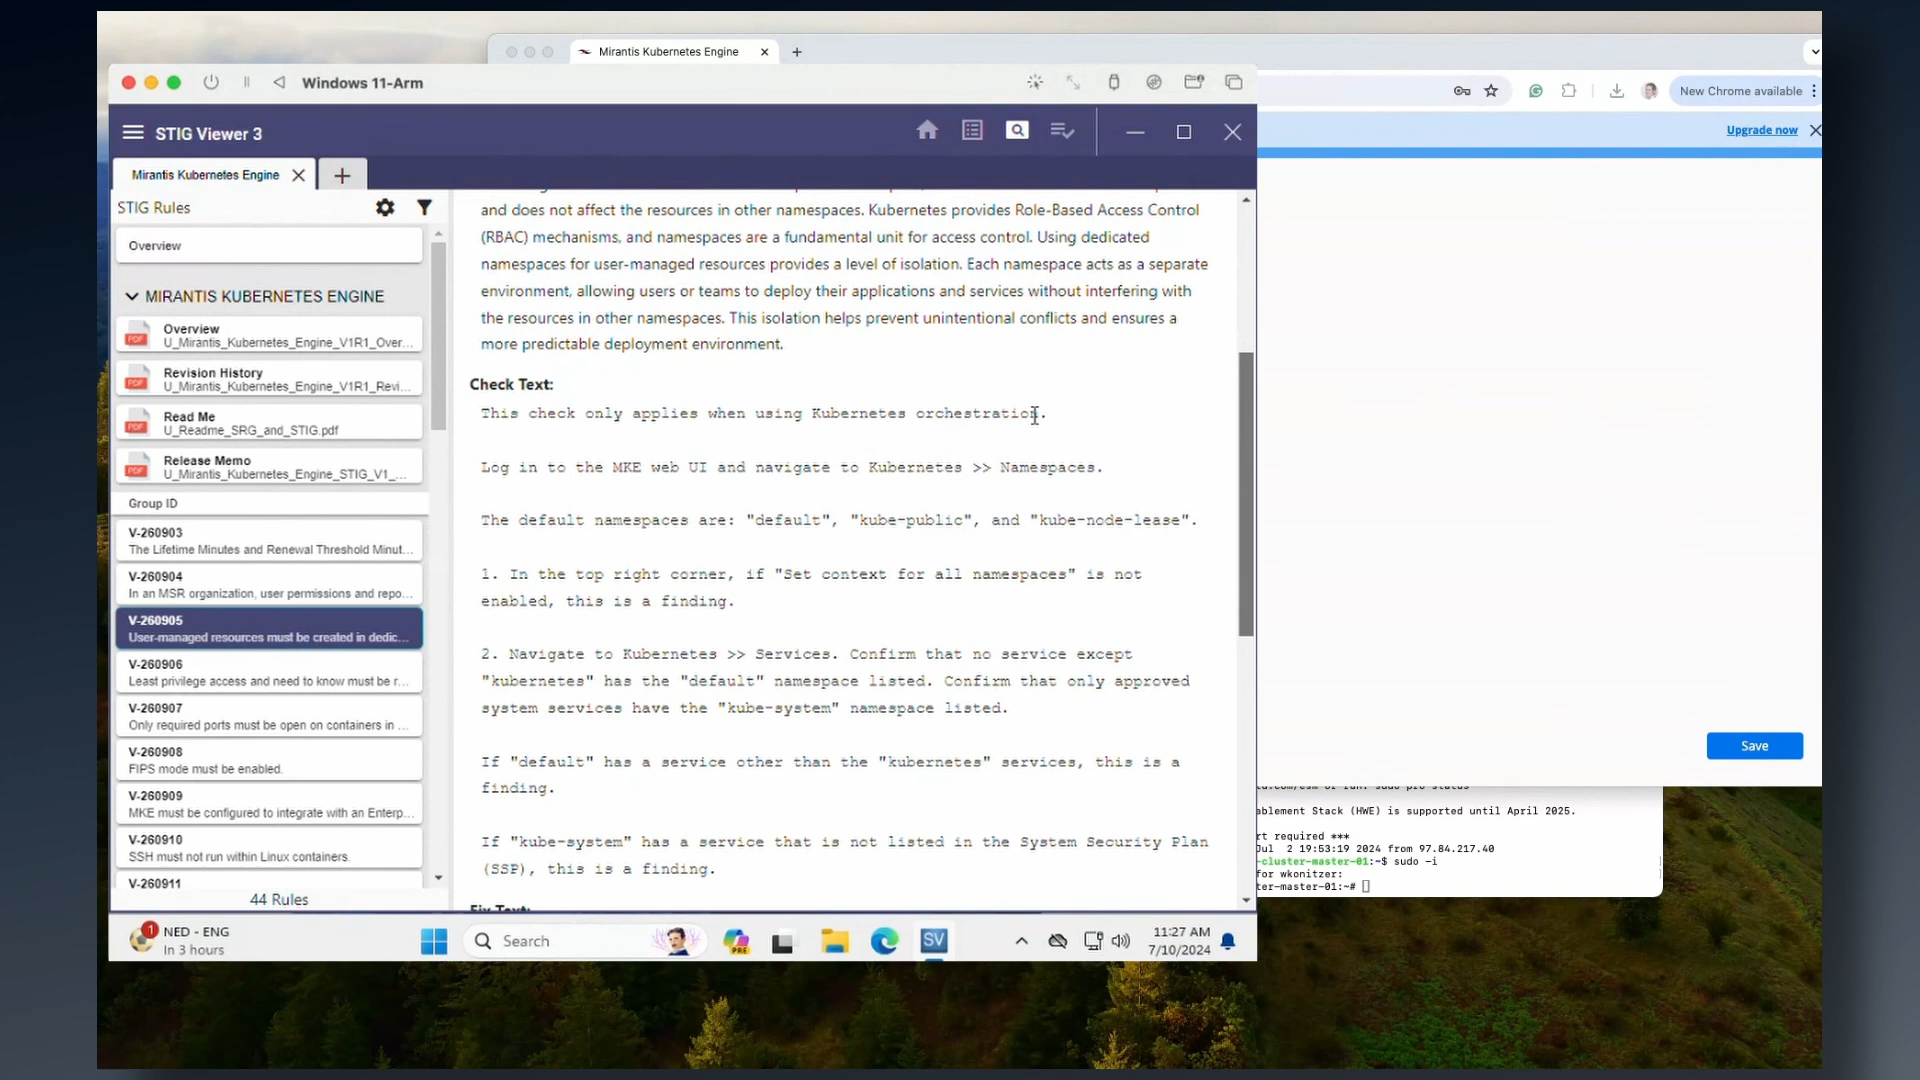 Mirantis Kubernetes Engine
Windows 11-Arm
New Chrome available
STIG Viewer 3
Upgrade now
Mirantis Kubernetes Engine
STIG Rules
Overview
MIRANTIS KUBERNETES ENGINE
PDF
Overview
U_Mirantis_Kubernetes_Engine_V1R1_Over...
PDF
Revision History
U_Mirantis_Kubernetes_Engine_V1R1_Revi...
PDF
Read Me
U_Readme_SRG_and_STIG.pdf
PDF
Release Memo
U_Mirantis_Kubernetes_Engine_STIG_V1_...
Group ID
V-260903
The Lifetime Minutes and Renewal Threshold Minut...
V-260904
In an MSR organization, user permissions and repo...
V-260905
User-managed resources must be created in dedic...
V-260906
Least privilege access and need to know must be r...
V-260907
Only required ports must be open on containers in ...
V-260908
FIPS mode must be enabled.
V-260909
MKE must be configured to integrate with an Enterp...
V-260910
SSH must not run within Linux containers.
V-260911
44 Rules
and does not affect the resources in other namespaces. Kubernetes provides Role-Based Access Control
(RBAC) mechanisms, and namespaces are a fundamental unit for access control. Using dedicated
namespaces for user-managed resources provides a level of isolation. Each namespace acts as a separate
environment, allowing users or teams to deploy their applications and services without interfering with
the resources in other namespaces. This isolation helps prevent unintentional conflicts and ensures a
more predictable deployment environment.
Check Text:
This check only applies when using Kubernetes orchestration.
Log in to the MKE web UI and navigate to Kubernetes >> Namespaces.
The default namespaces are: "default", "kube-public", and "kube-node-lease".
1. In the top right corner, if "Set context for all namespaces" is not
enabled, this is a finding.
2. Navigate to Kubernetes >> Services. Confirm that no service except
"kubernetes" has the "default" namespace listed. Confirm that only approved
system services have the "kube-system" namespace listed.
If "default" has a service other than the "kubernetes" services, this is a
finding.
If "kube-system" has a service that is not listed in the System Security Plan
(SSP), this is a finding.
Fix Text:
Save
ablement Stack (HWE) is supported until April 2025.
rt required ***
Jul 2 19:53:19 2024 from 97.84.217.40
-cluster-master-01:~$ sudo -i
for wkonitzer:
ter-master-01:~#
1
NED - ENG
In 3 hours
Search
PRE
SV
11:27 AM
7/10/2024